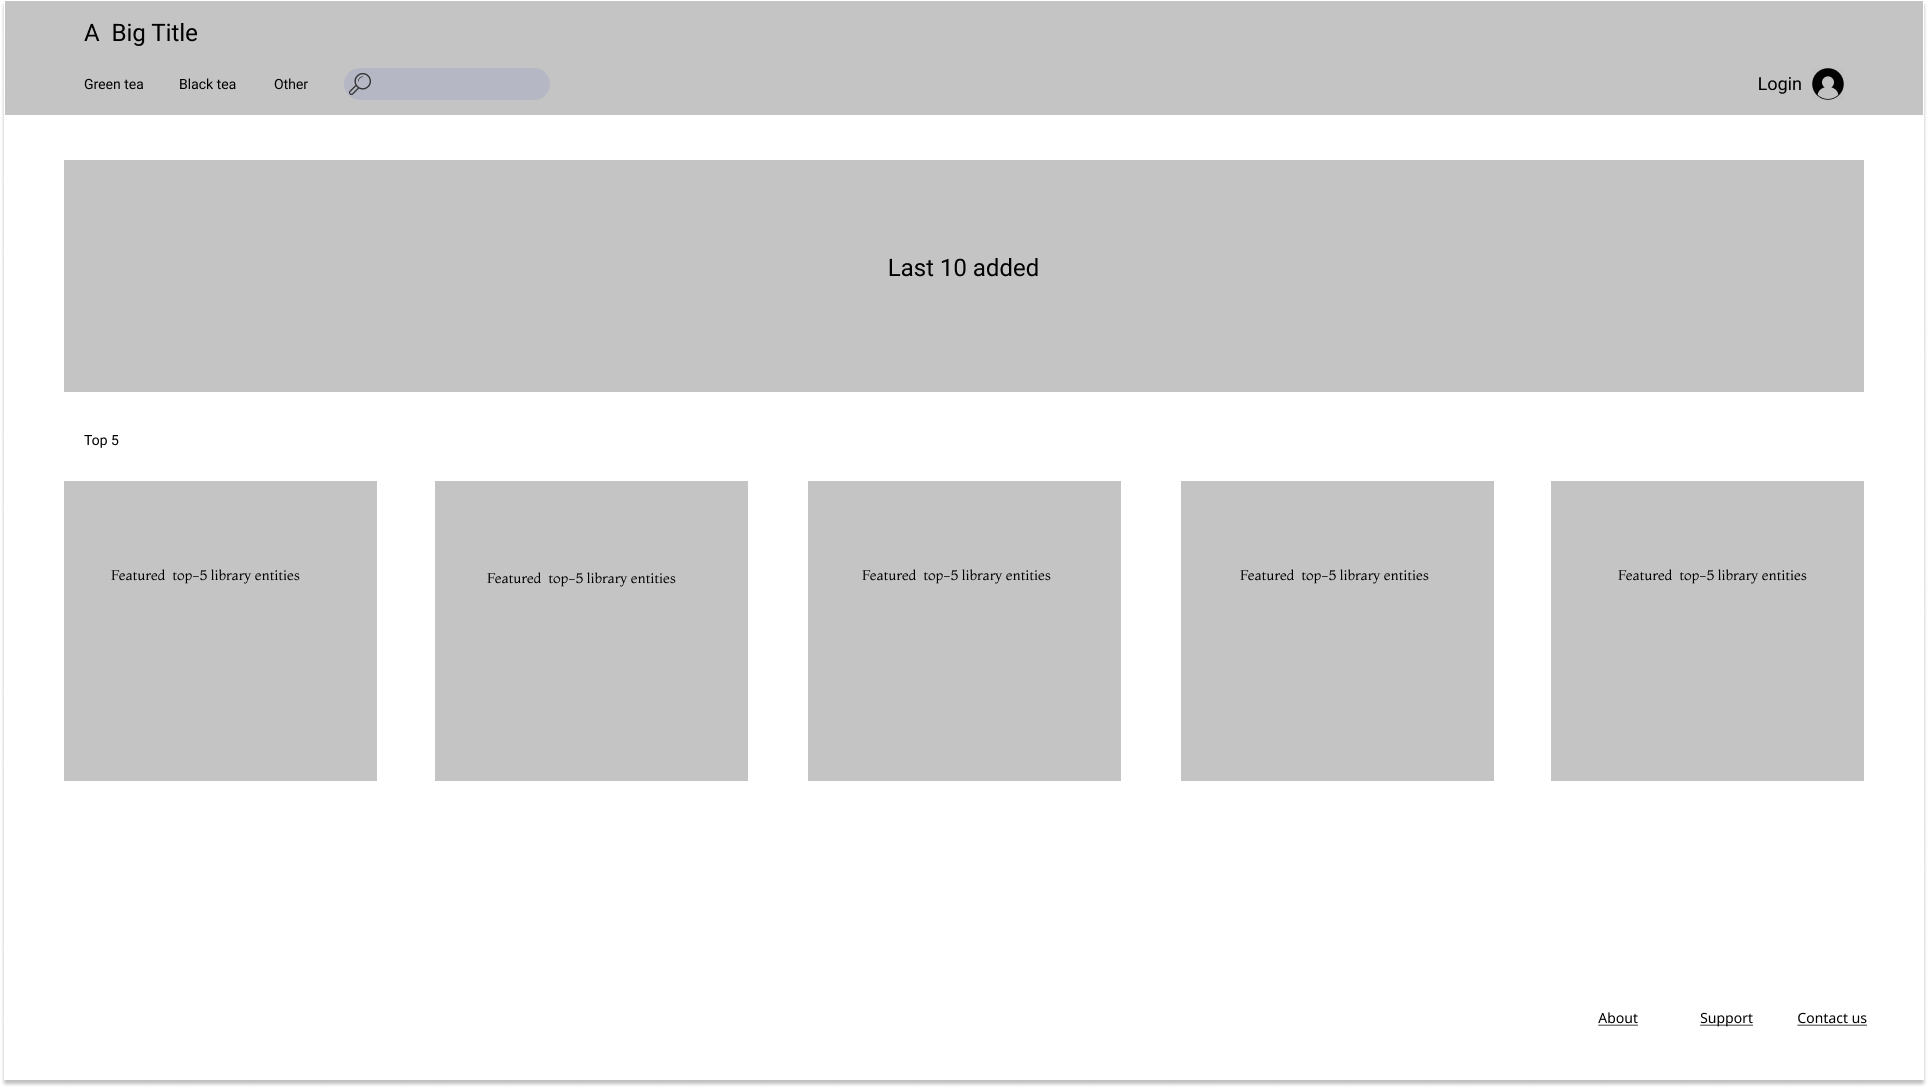 A  Big Title
Green tea
Black tea
Other
Login
Last 10 added
Top 5
Featured  top-5 library entities
Featured  top-5 library entities
Featured  top-5 library entities
Featured  top-5 library entities
Featured  top-5 library entities
About
Support
Contact us